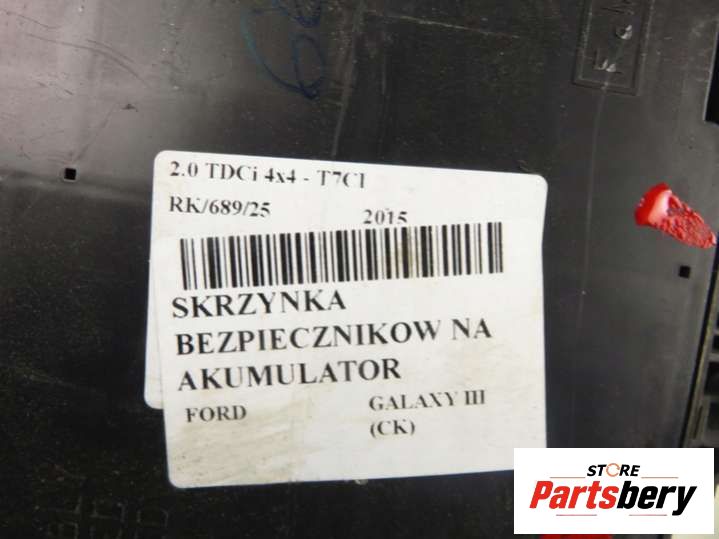 2.0 TDCi 4x4 - T7CI
RK/689/25 2015
SKRZYNKA
BEZPIECZNIKOW NA
AKUMULATOR
FORD GALAXY III
(CK)
STORE
Partsbery